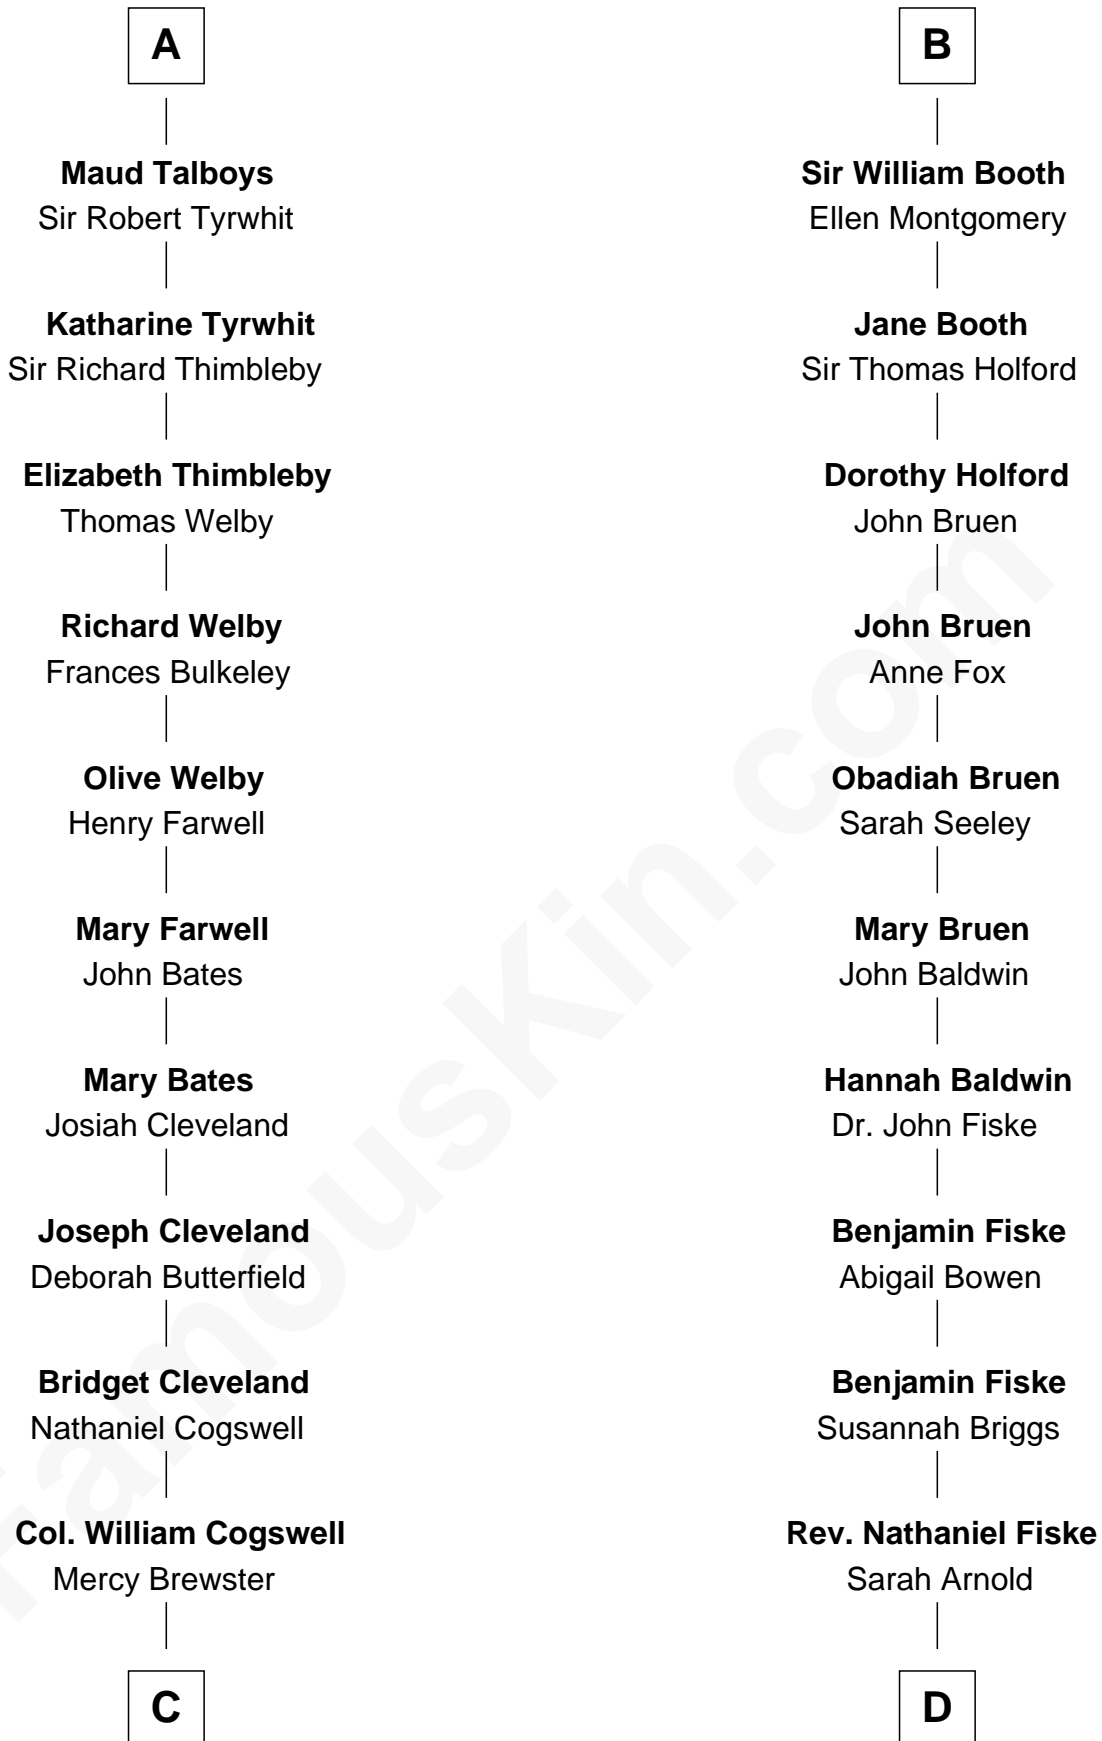 A
Maud Talboys
Sir Robert Tyrwhit
Katharine Tyrwhit
Sir Richard Thimbleby
Elizabeth Thimbleby
Thomas Welby
Richard Welby
Frances Bulkeley
Olive Welby
Henry Farwell
Mary Farwell
John Bates
Mary Bates
Josiah Cleveland
Joseph Cleveland
Deborah Butterfield
Bridget Cleveland
Nathaniel Cogswell
Col. William Cogswell
Mercy Brewster
C
B
Sir William Booth
Ellen Montgomery
Jane Booth
Sir Thomas Holford
Dorothy Holford
John Bruen
John Bruen
Anne Fox
Obadiah Bruen
Sarah Seeley
Mary Bruen
John Baldwin
Hannah Baldwin
Dr. John Fiske
Benjamin Fiske
Abigail Bowen
Benjamin Fiske
Susannah Briggs
Rev. Nathaniel Fiske
Sarah Arnold
D
FamousKin.com